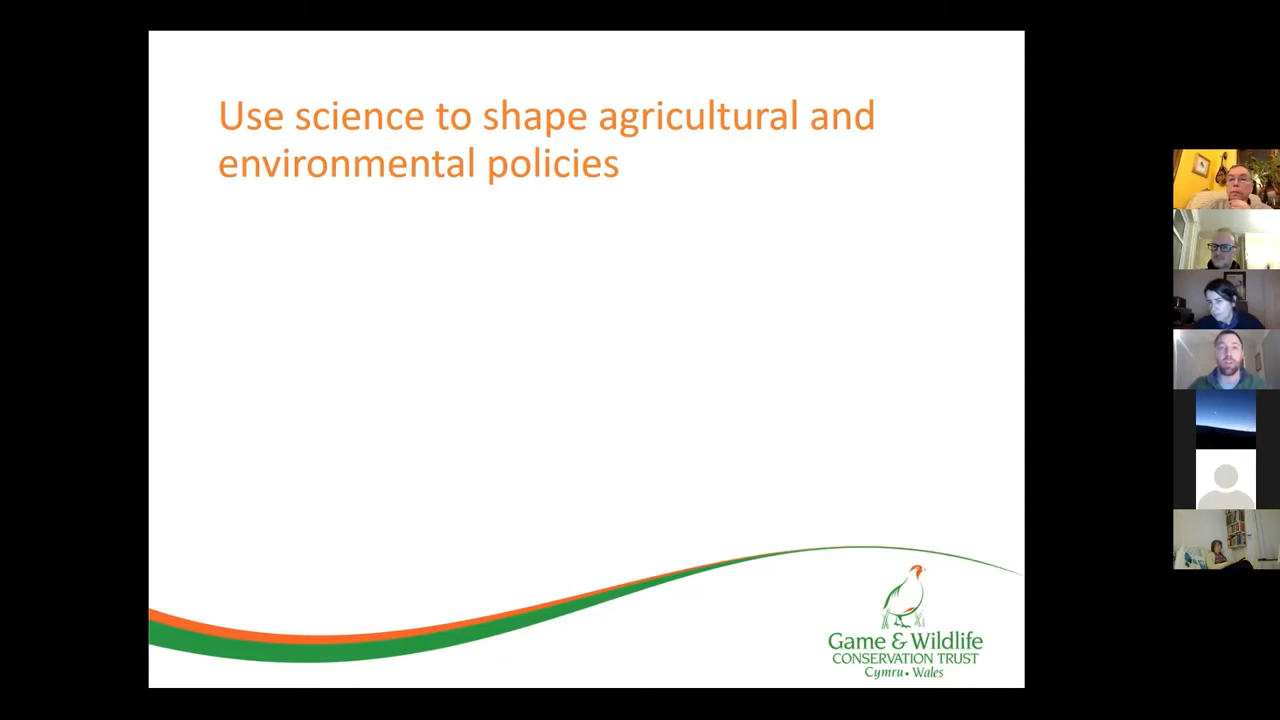 Use science to shape agricultural and
environmental policies
Game & Wildlife
CONSERVATION TRUST
Cymru • Wales